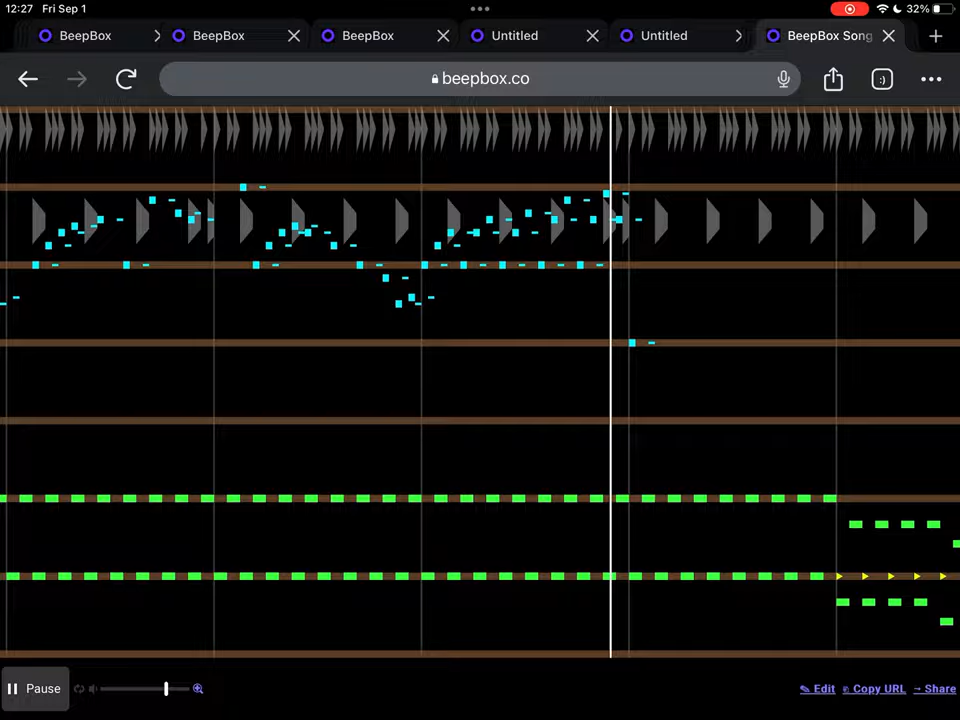 12:27 Fri Sep 1
32%
BeepBox
BeepBox
BeepBox
Untitled
Untitled
BeepBox Song
beepbox.co
:)
Pause
Edit
Copy URL
Share